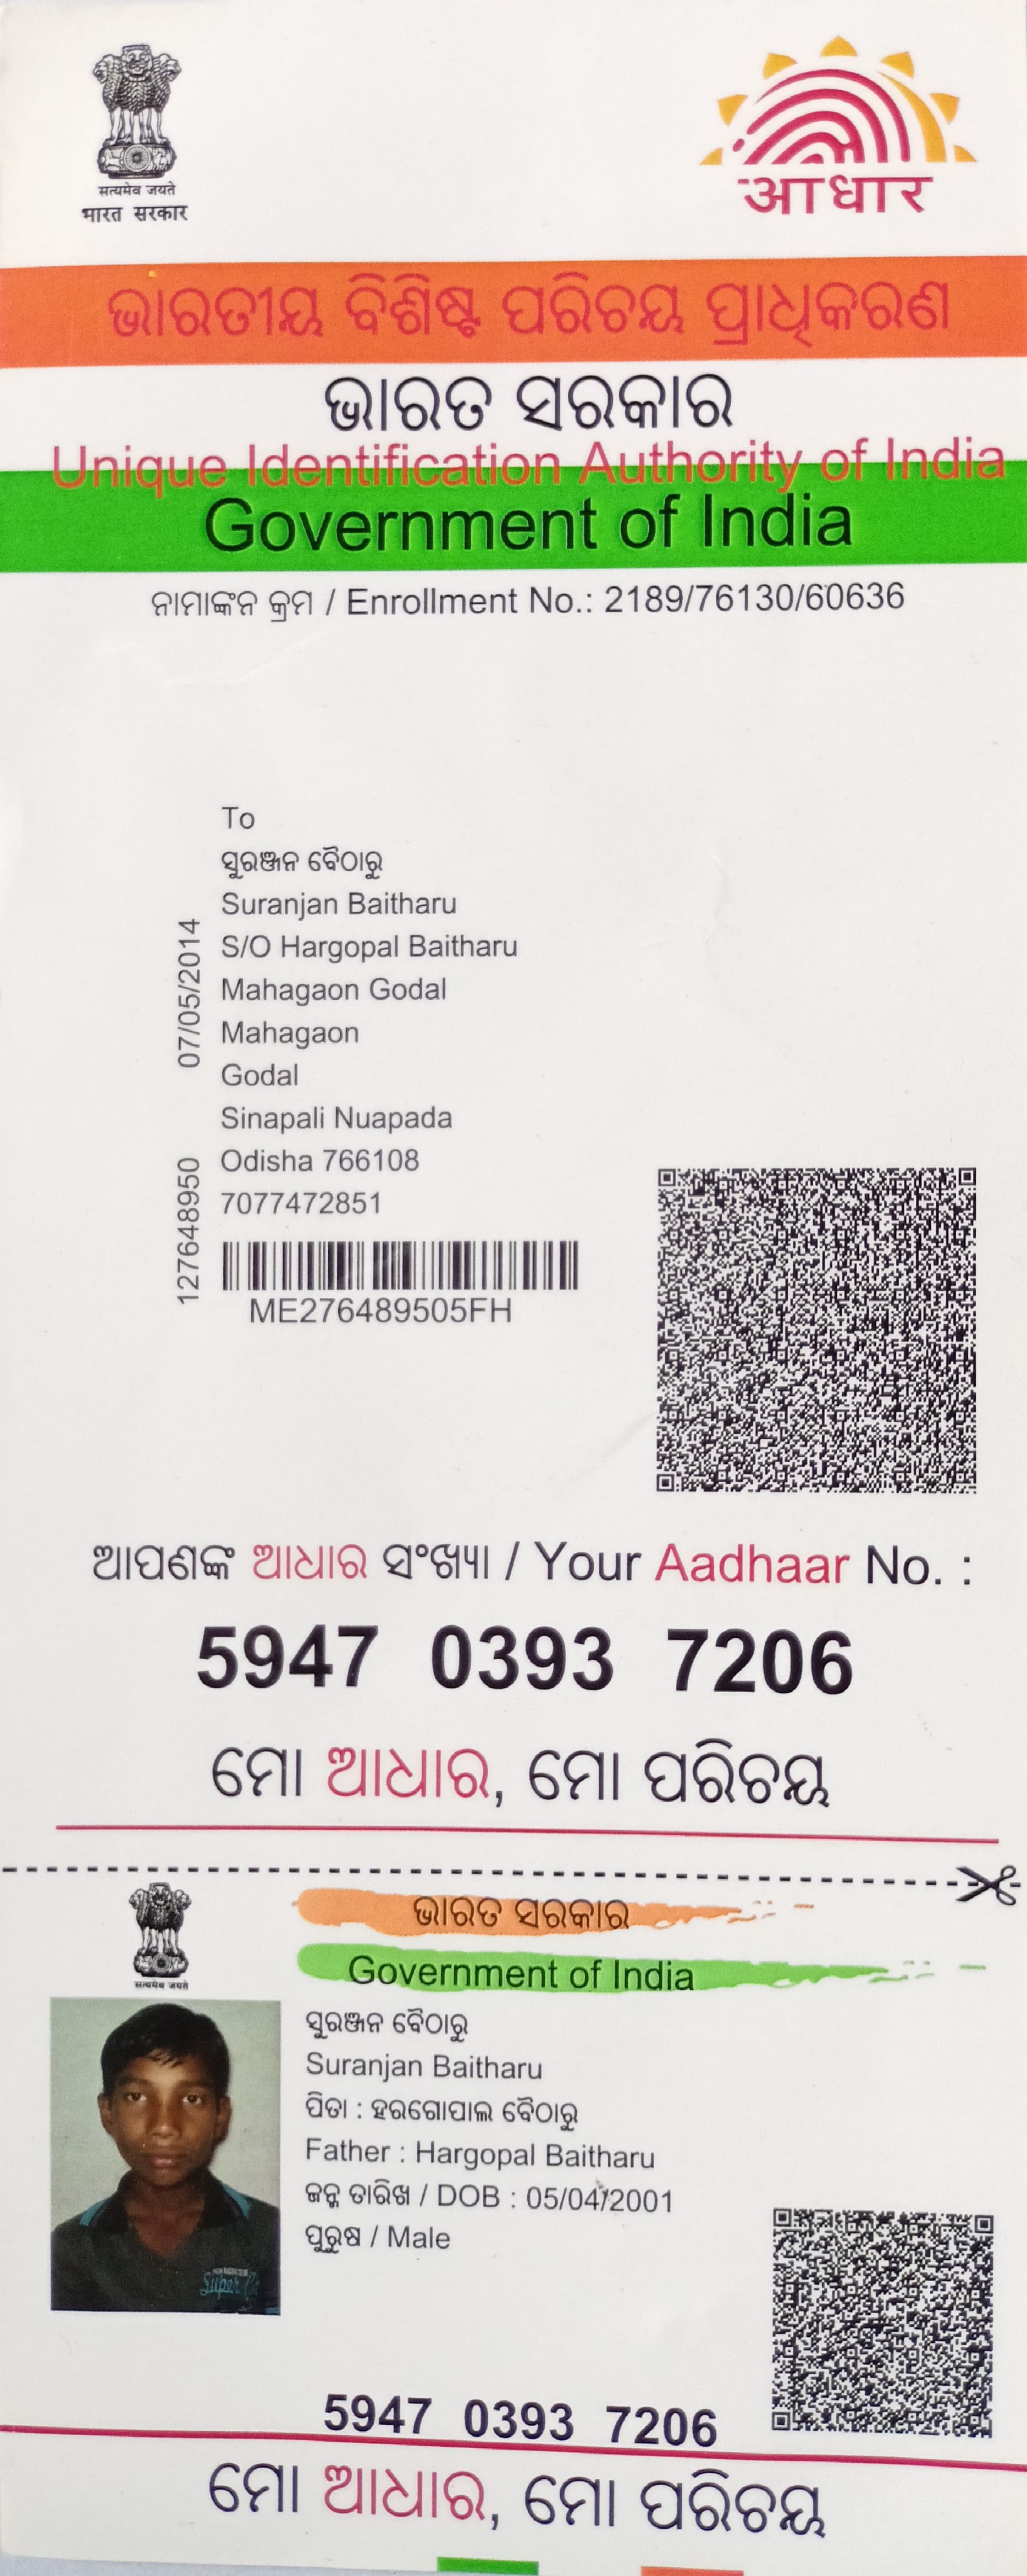 सत्यमेव जयते
भारत सरकार
आधार
ଭାରତୀୟ ବିଶିଷ୍ଟ ପରିଚୟ ପ୍ରାଧିକରଣ
ଭାରତ ସରକାର
Unique Identification Authority of India
Government of India
ନାମାଙ୍କନ କ୍ରମ / Enrollment No.: 2189/76130/60636
To
ସୁରଞ୍ଜନ ବୈଠାରୁ
Suranjan Baitharu
S/O Hargopal Baitharu
Mahagaon Godal
Mahagaon
Godal
Sinapali Nuapada
Odisha 766108
7077472851
127648950 07/05/2014
ME276489505FH
ଆପଣଙ୍କ ଆଧାର ସଂଖ୍ୟା / Your Aadhaar No. :
5947 0393 7206
ମୋ ଆଧାର, ମୋ ପରିଚୟ
सत्यमेव जयते
ଭାରତ ସରକାର
Government of India
ସୁରଞ୍ଜନ ବୈଠାରୁ
Suranjan Baitharu
ପିତା : ହରଗୋପାଲ ବୈଠାରୁ
Father : Hargopal Baitharu
ଜନ୍ମ ତାରିଖ / DOB : 05/04/2001
ପୁରୁଷ / Male
Super
5947 0393 7206
ମୋ ଆଧାର, ମୋ ପରିଚୟ